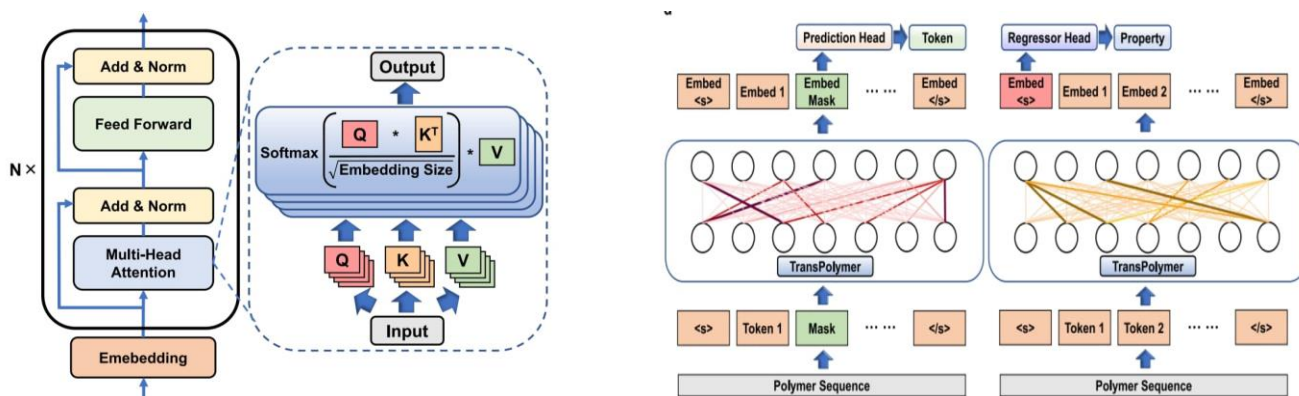 Add & Norm
Feed Forward
N ×
Add & Norm
Multi-Head
Attention
Emebedding
Output
Softmax ( Q * Kᵀ / √Embedding Size ) * V
Q K V
Input
Prediction Head Token
Embed <s> Embed 1 Embed Mask ... ... Embed </s>
TransPolymer
<s> Token 1 Mask ... ... </s>
Polymer Sequence
Regressor Head Property
Embed <s> Embed 1 Embed 2 ... ... Embed </s>
TransPolymer
<s> Token 1 Token 2 ... ... </s>
Polymer Sequence